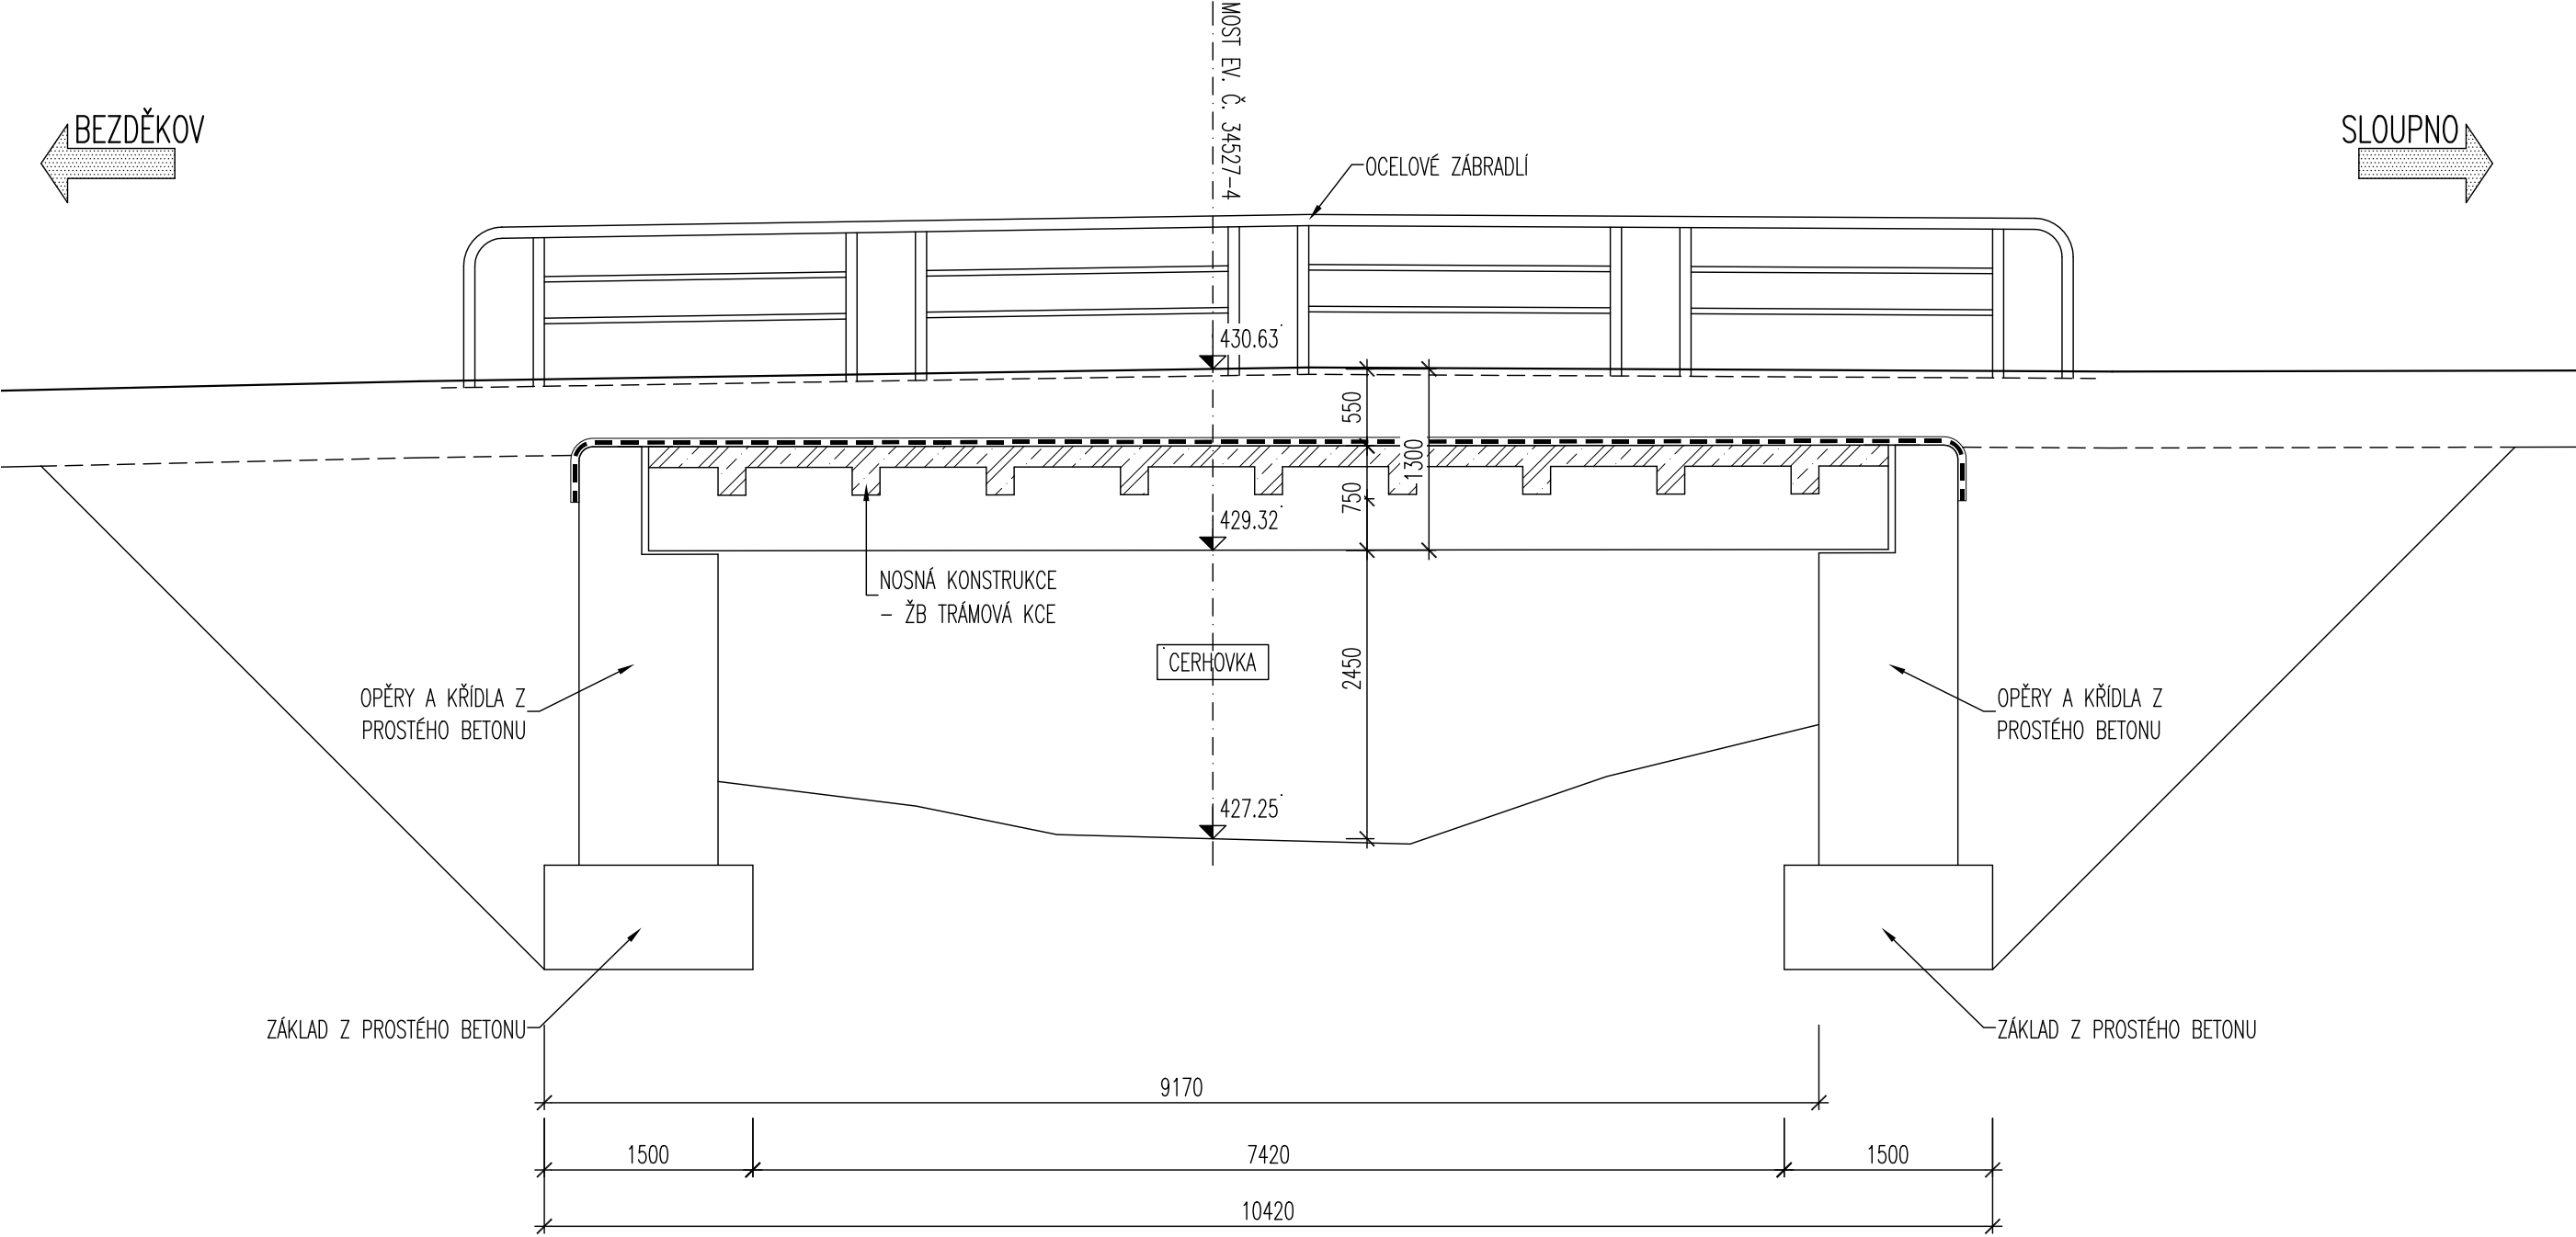 MOST EV. Č. 34527-4
BEZDĚKOV
SLOUPNO
OCELOVÉ ZÁBRADLÍ
430.63
550
1300
750
429.32
NOSNÁ KONSTRUKCE
- ŽB TRÁMOVÁ KCE
CERHOVKA
2450
OPĚRY A KŘÍDLA Z
PROSTÉHO BETONU
OPĚRY A KŘÍDLA Z
PROSTÉHO BETONU
427.25
ZÁKLAD Z PROSTÉHO BETONU
ZÁKLAD Z PROSTÉHO BETONU
9170
1500
7420
1500
10420